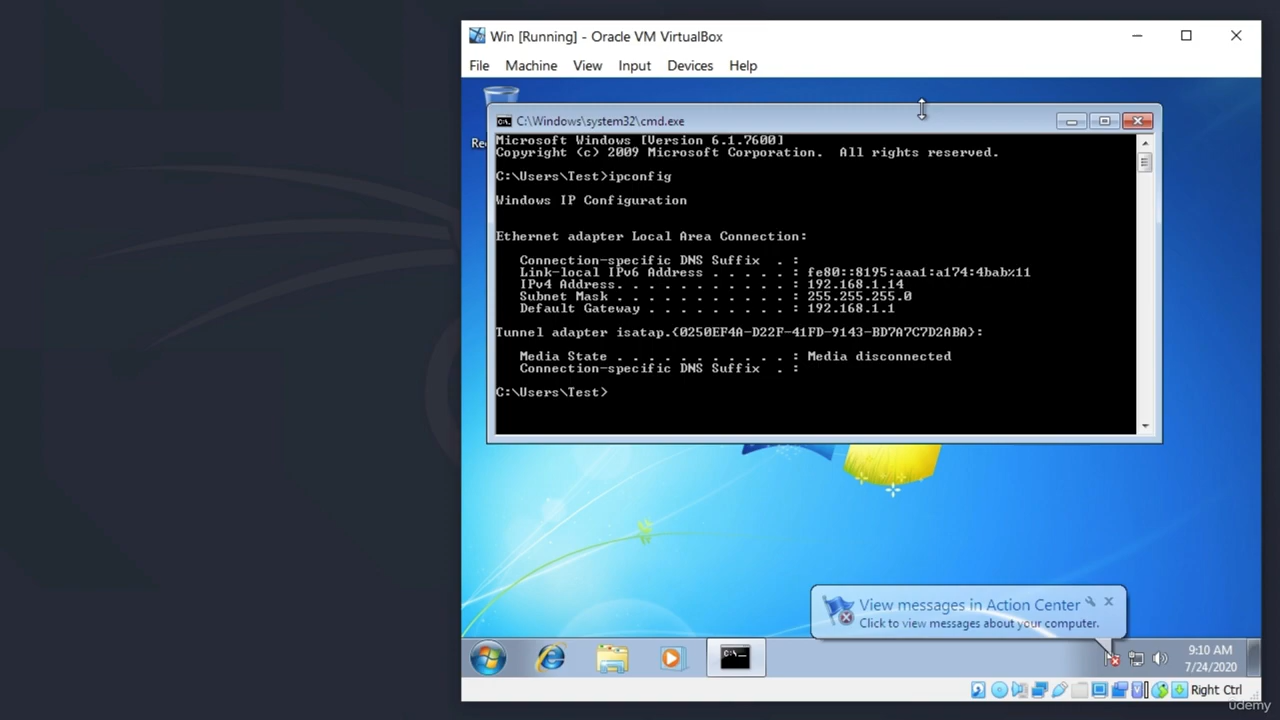 Win [Running] - Oracle VM VirtualBox
File Machine View Input Devices Help
C:\Windows\system32\cmd.exe
Microsoft Windows [Version 6.1.7600]
Copyright (c) 2009 Microsoft Corporation.  All rights reserved.
C:\Users\Test>ipconfig
Windows IP Configuration
Ethernet adapter Local Area Connection:
Connection-specific DNS Suffix  . :
Link-local IPv6 Address . . . . . : fe80::8195:aaa1:a174:4bab%11
IPv4 Address. . . . . . . . . . . : 192.168.1.14
Subnet Mask . . . . . . . . . . . : 255.255.255.0
Default Gateway . . . . . . . . . : 192.168.1.1
Tunnel adapter isatap.{0250EF4A-D22F-41FD-9143-BD7A7C7D2ABA}:
Media State . . . . . . . . . . . : Media disconnected
Connection-specific DNS Suffix  . :
C:\Users\Test>
View messages in Action Center
Click to view messages about your computer.
9:10 AM
7/24/2020
Right Ctrl
udemy